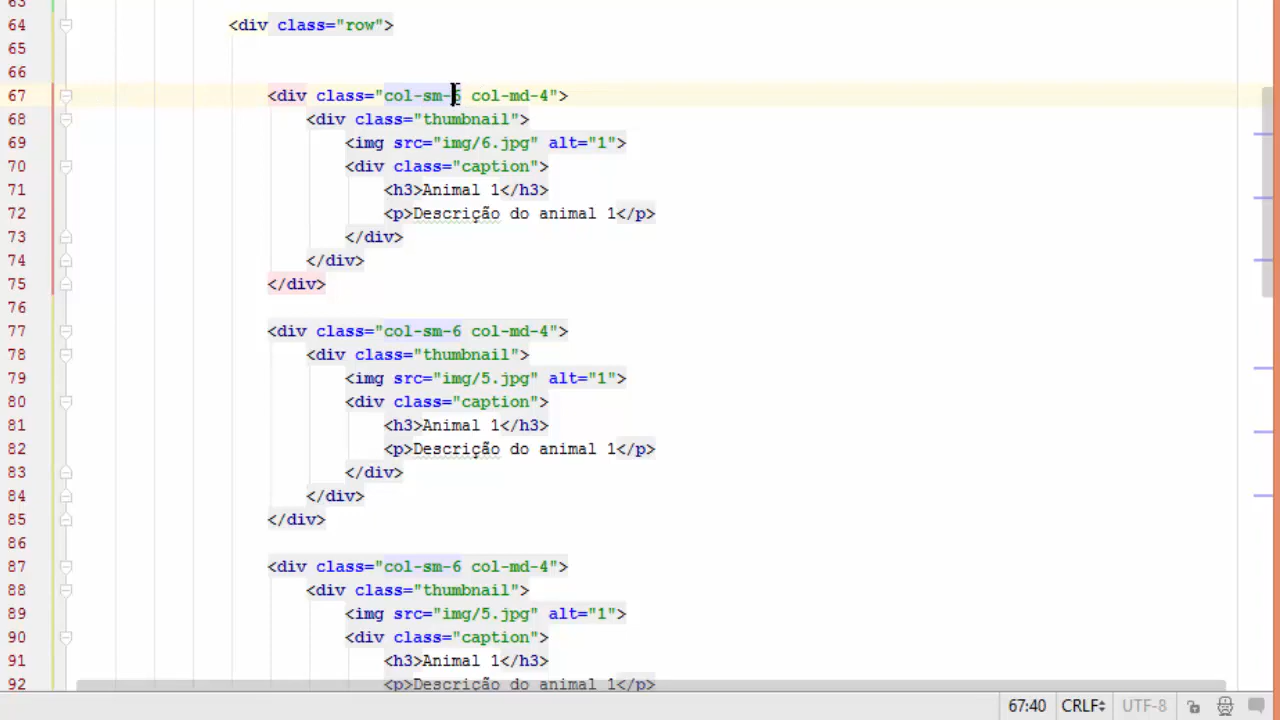 63
64 <div class="row">
65
66
67 <div class="col-sm-6 col-md-4">
68 <div class="thumbnail">
69 <img src="img/6.jpg" alt="1">
70 <div class="caption">
71 <h3>Animal 1</h3>
72 <p>Descrição do animal 1</p>
73 </div>
74 </div>
75 </div>
76
77 <div class="col-sm-6 col-md-4">
78 <div class="thumbnail">
79 <img src="img/5.jpg" alt="1">
80 <div class="caption">
81 <h3>Animal 1</h3>
82 <p>Descrição do animal 1</p>
83 </div>
84 </div>
85 </div>
86
87 <div class="col-sm-6 col-md-4">
88 <div class="thumbnail">
89 <img src="img/5.jpg" alt="1">
90 <div class="caption">
91 <h3>Animal 1</h3>
92 <p>Descrição do animal 1</p>
67:40 CRLF UTF-8